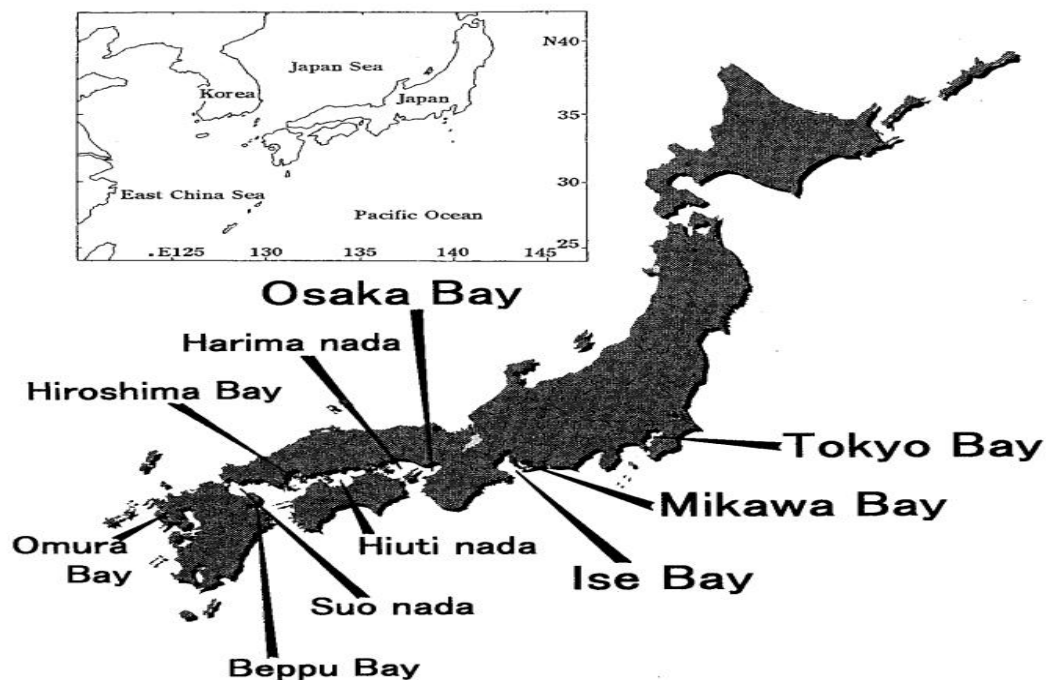 N40
Japan Sea
Korea
Japan
35
30
East China Sea
Pacific Ocean
25
.E125
130
135
140
145
Osaka Bay
Harima nada
Hiroshima Bay
Tokyo Bay
Mikawa Bay
Omura
Bay
Hiuti nada
Ise Bay
Suo nada
Beppu Bay